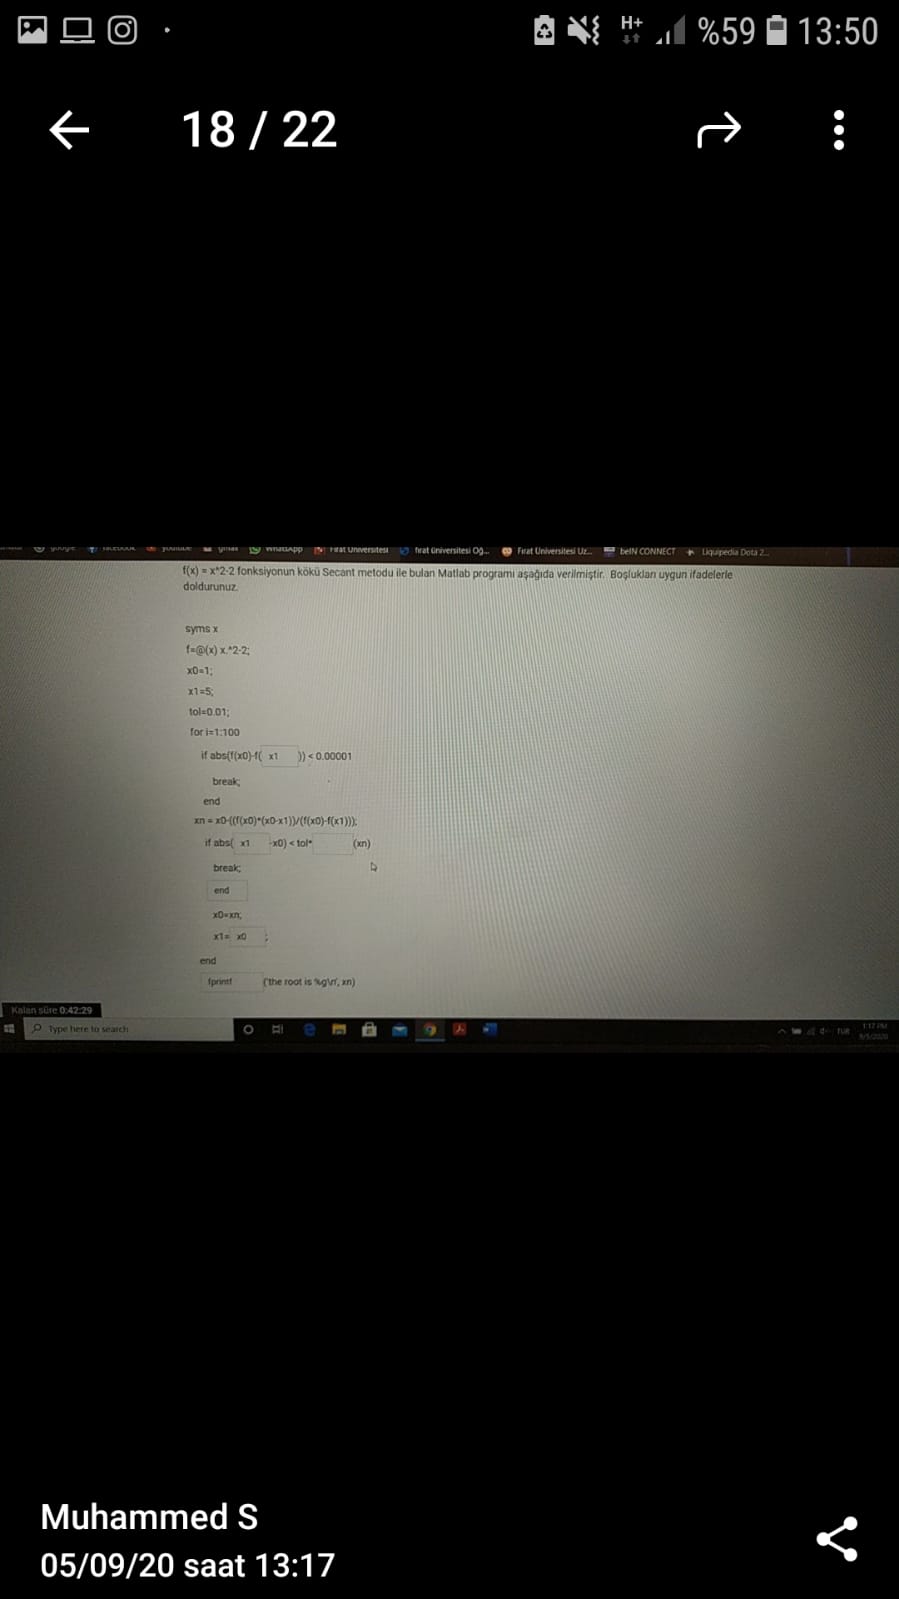 %59 13:50
18 / 22
google facebook youtube gmail WhatsApp Fırat Üniversitesi fırat üniversitesi Öğ... Fırat Üniversitesi Uz... beIN CONNECT Liquipedia Dota 2...
f(x) = x^2-2 fonksiyonun kökü Secant metodu ile bulan Matlab programı aşağıda verilmiştir. Boşlukları uygun ifadelerle
doldurunuz.
syms x
f=@(x) x.^2-2;
x0=1;
x1=5;
tol=0.01;
for i=1:100
if abs(f(x0)-f( x1 )) < 0.00001
break;
end
xn = x0-((f(x0)*(x0-x1))/(f(x0)-f(x1)));
if abs( x1 -x0) < tol* (xn)
break;
end
x0=xn;
x1= x0 ;
end
fprintf ('the root is %g\n', xn)
Kalan süre 0:42:29
Type here to search
TUR 1:17 PM
9/5/2020
Muhammed S
05/09/20 saat 13:17